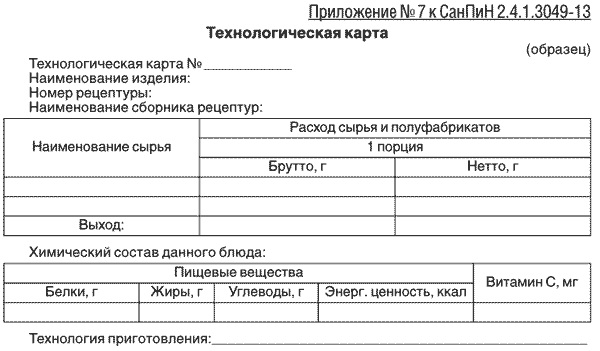 Приложение № 7 к СанПиН 2.4.1.3049-13
Технологическая карта
(образец)
Технологическая карта № ____________
Наименование изделия:
Номер рецептуры:
Наименование сборника рецептур:
Наименование сырья
Расход сырья и полуфабрикатов
1 порция
Брутто, г
Нетто, г
Выход:
Химический состав данного блюда:
Пищевые вещества
Витамин С, мг
Белки, г
Жиры, г
Углеводы, г
Энерг. ценность, ккал
Технология приготовления:____________